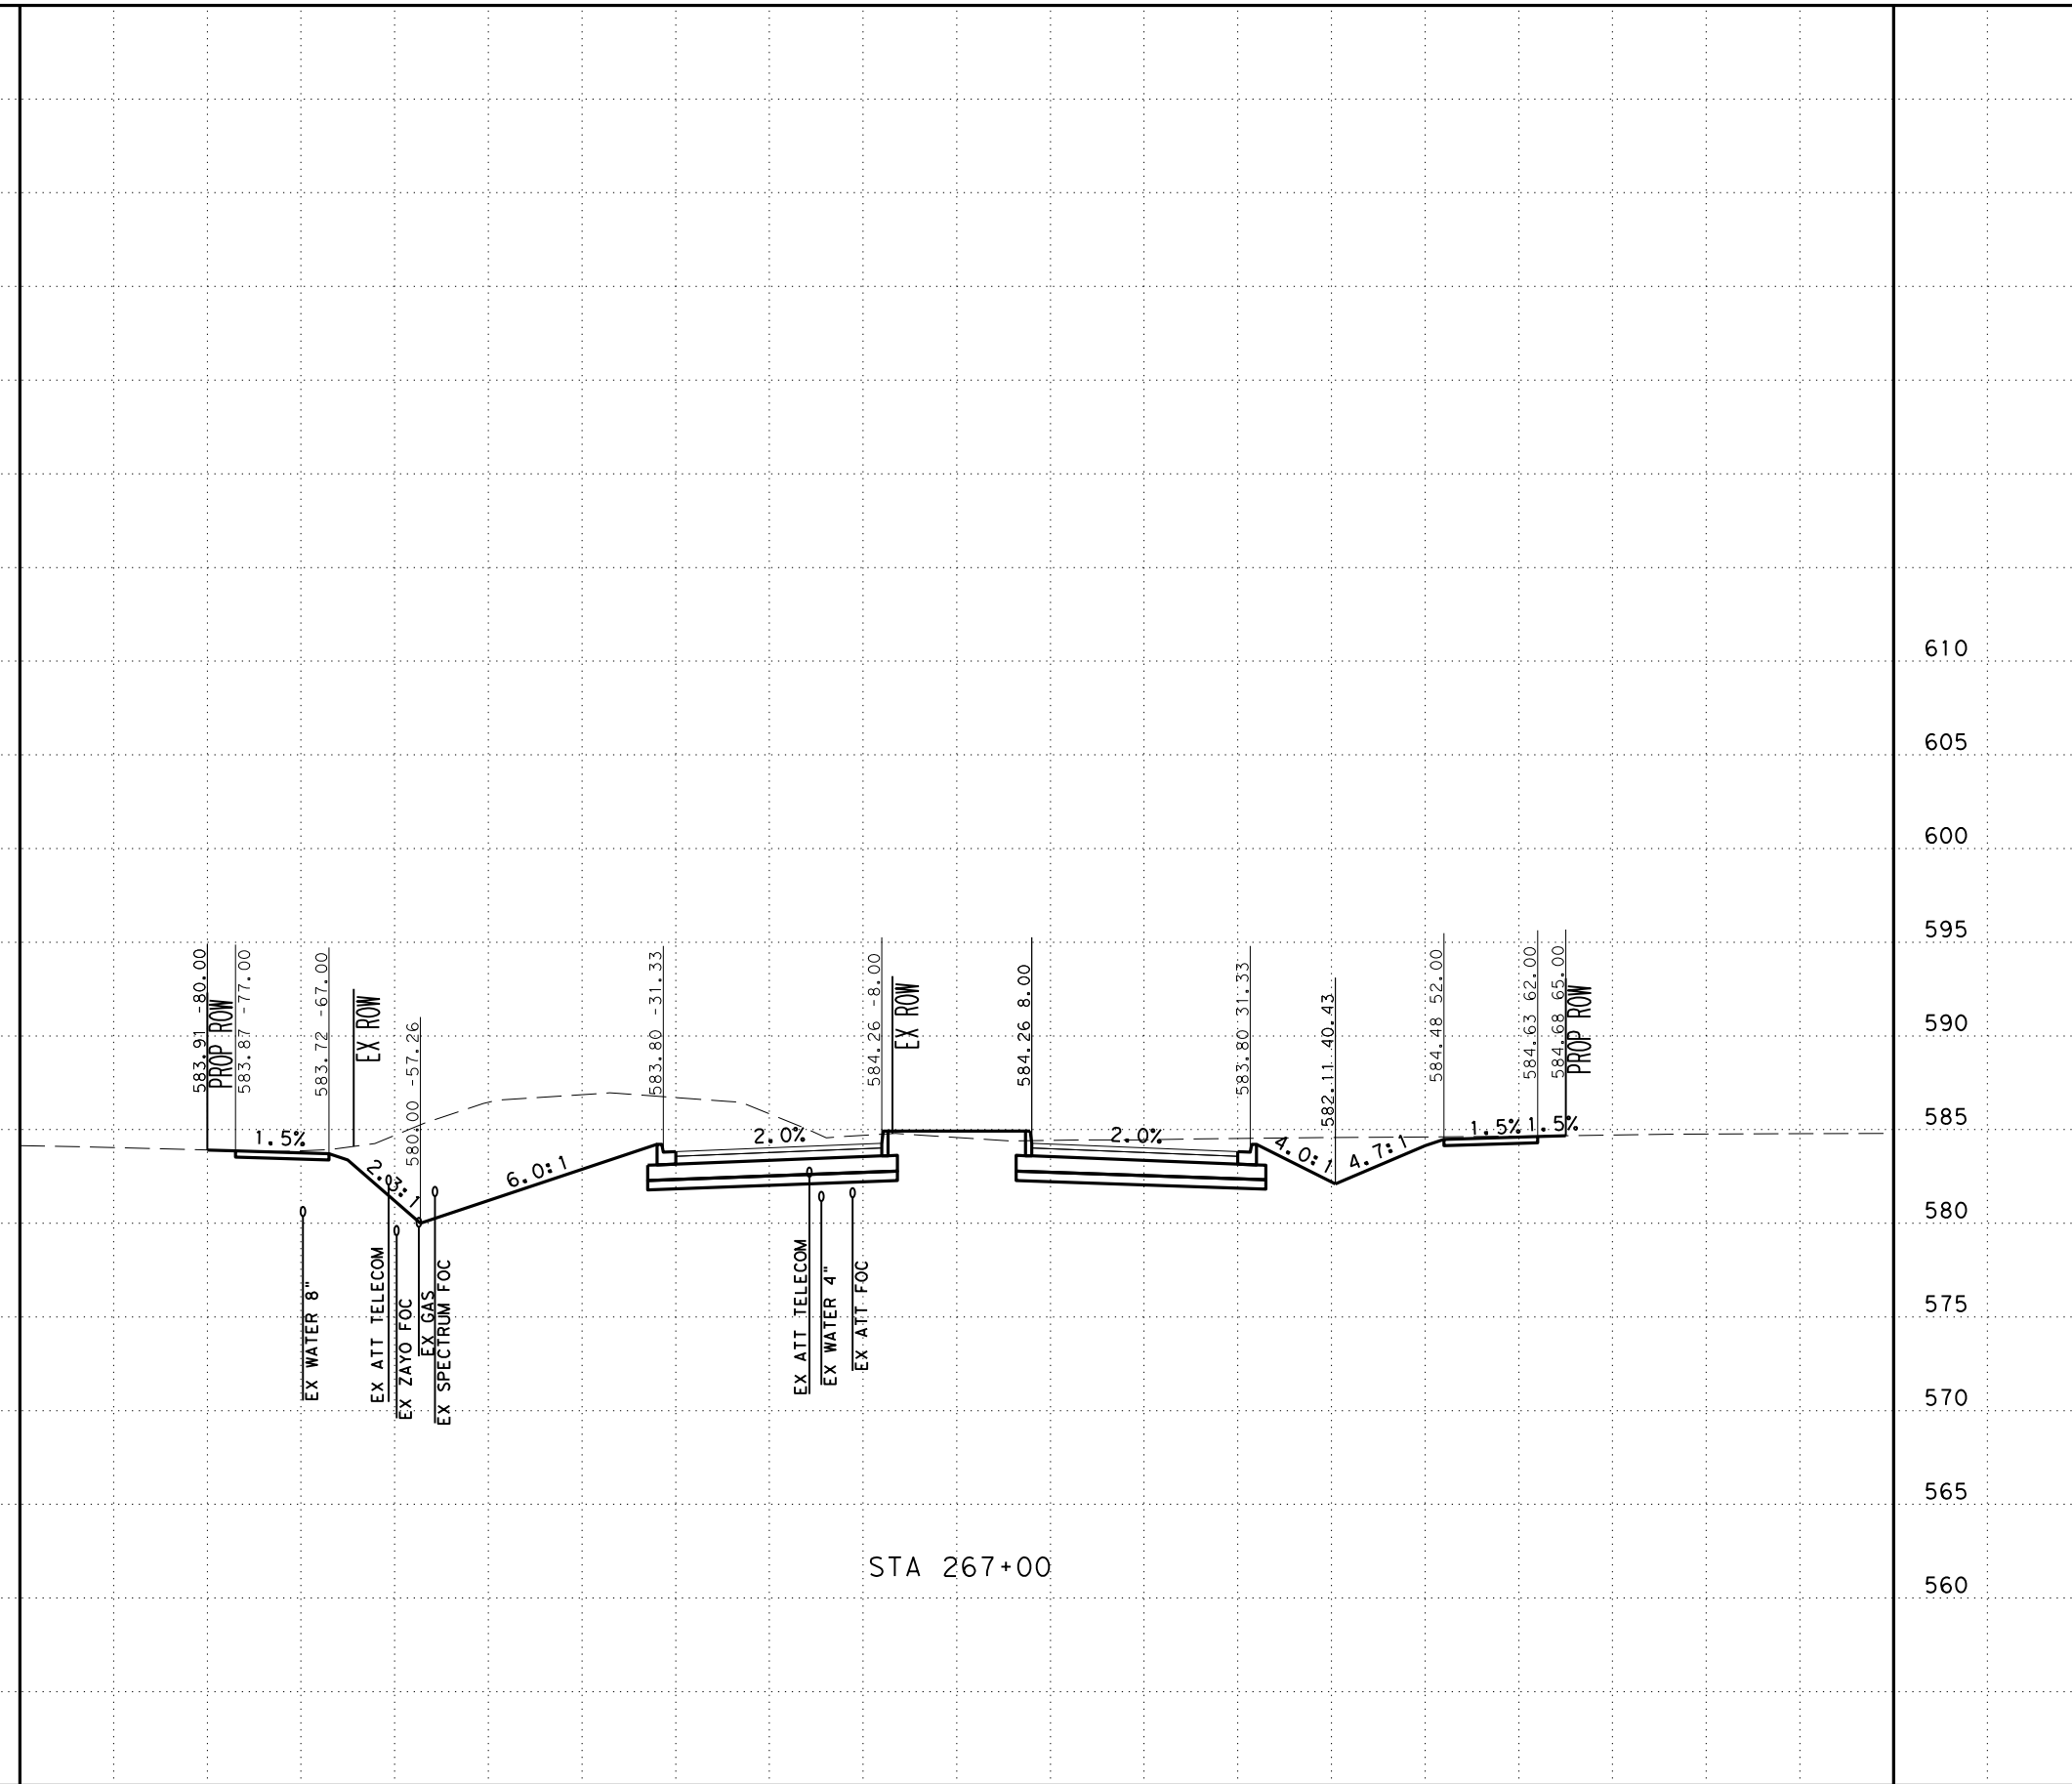 610
605
600
595
590
585
580
575
570
565
560
583.91 -80.00
PROP ROW
583.87 -77.00
583.72 -67.00
EX ROW
580.00 -57.26
583.80 -31.33
584.26 -8.00
EX ROW
584.26 8.00
583.80 31.33
582.11 40.43
584.48 52.00
584.63 62.00
584.68 65.00
PROP ROW
1.5%
2.3:1
6.0:1
2.0%
2.0%
4.0:1
4.7:1
1.5%
1.5%
EX WATER 8"
EX ATT TELECOM
EX ZAYO FOC
EX GAS
EX SPECTRUM FOC
EX ATT TELECOM
EX WATER 4"
EX ATT FOC
STA 267+00